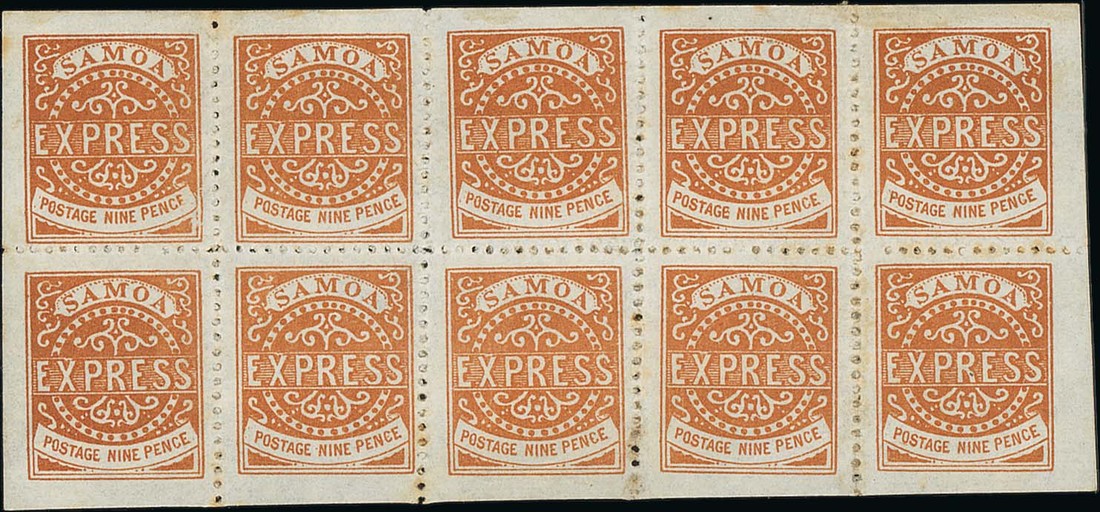 SAMOA SAMOA SAMOA SAMOA SAMOA
EXPRESS EXPRESS EXPRESS EXPRESS EXPRESS
POSTAGE NINE PENCE POSTAGE NINE PENCE POSTAGE NINE PENCE POSTAGE NINE PENCE POSTAGE NINE PENCE
SAMOA SAMOA SAMOA SAMOA SAMOA
EXPRESS EXPRESS EXPRESS EXPRESS EXPRESS
POSTAGE NINE PENCE POSTAGE NINE PENCE POSTAGE NINE PENCE POSTAGE NINE PENCE POSTAGE NINE PENCE